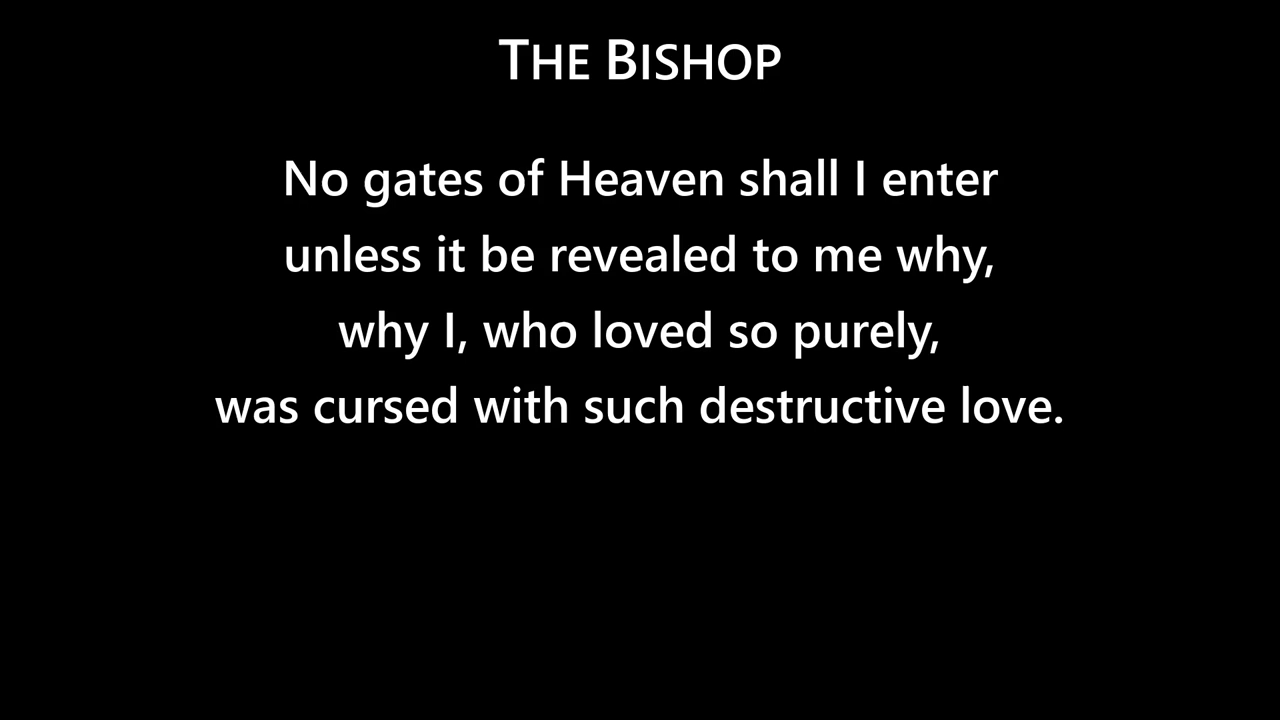 THE BISHOP
No gates of Heaven shall I enter
unless it be revealed to me why,
why I, who loved so purely,
was cursed with such destructive love.